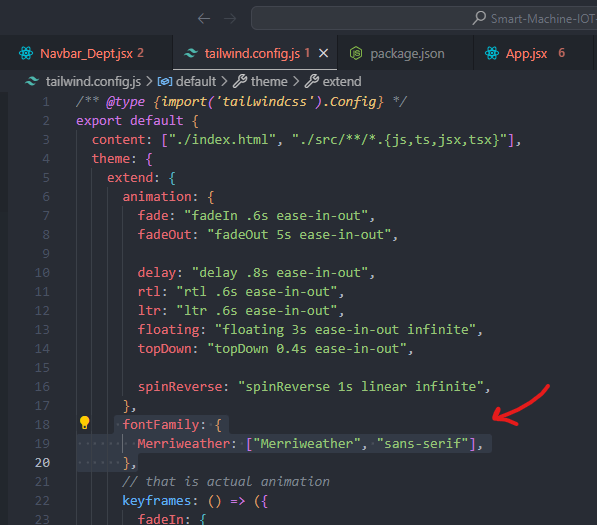 Smart-Machine-IOT-
Navbar_Dept.jsx 2 tailwind.config.js 1 package.json App.jsx 6
tailwind.config.js > default > theme > extend
1 /** @type {import('tailwindcss').Config} */
2 export default {
3 content: ["./index.html", "./src/**/*.{js,ts,jsx,tsx}"],
4 theme: {
5 extend: {
6 animation: {
7 fade: "fadeIn .6s ease-in-out",
8 fadeOut: "fadeOut 5s ease-in-out",
9
10 delay: "delay .8s ease-in-out",
11 rtl: "rtl .6s ease-in-out",
12 ltr: "ltr .6s ease-in-out",
13 floating: "floating 3s ease-in-out infinite",
14 topDown: "topDown 0.4s ease-in-out",
15
16 spinReverse: "spinReverse 1s linear infinite",
17 },
18 fontFamily: {
19 Merriweather: ["Merriweather", "sans-serif"],
20 },
21 // that is actual animation
22 keyframes: () => ({
23 fadeIn: {